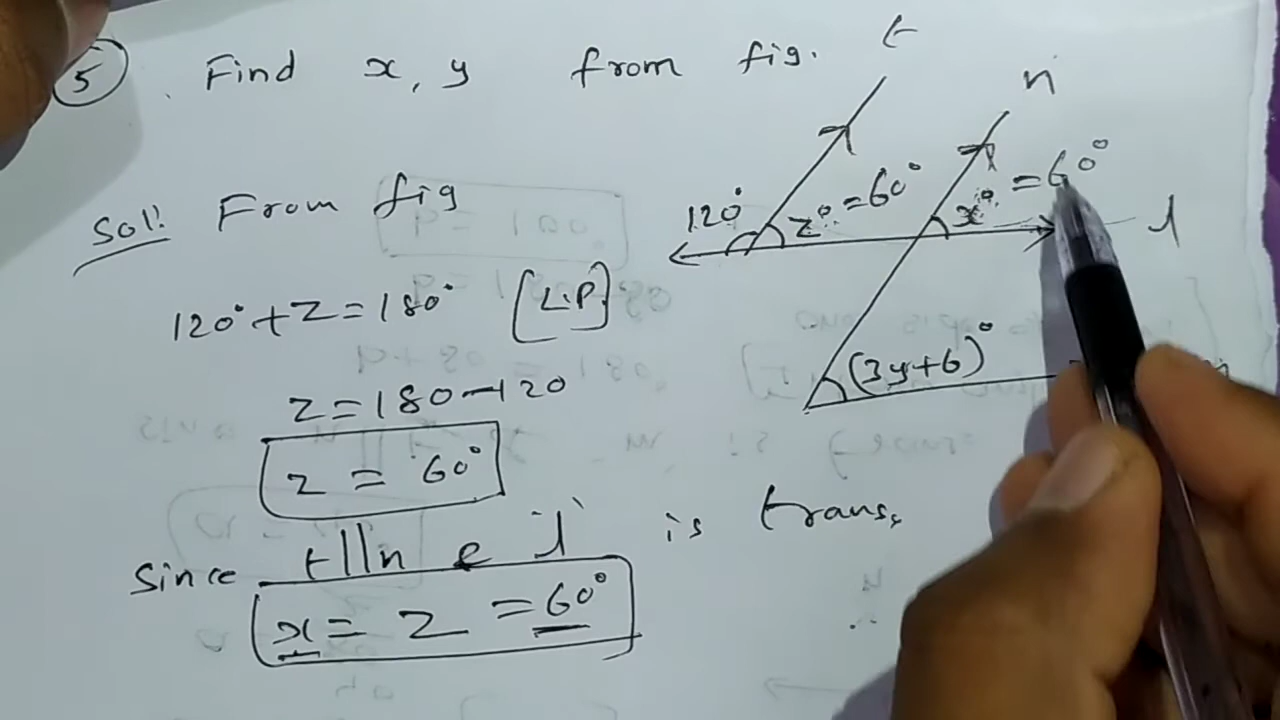 5 Find x, y from fig.
t
n
120° z° = 60° x° = 60° l
(3y+6)°
Sol: From fig
120° + Z = 180° [L.P]
z = 180 - 120
z = 60°
Since t||n & l is trans,
x = z = 60°